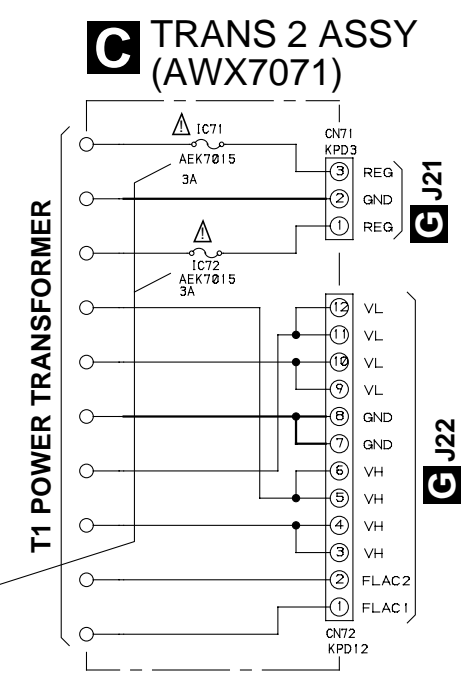 C TRANS 2 ASSY
(AWX7071)
IC71
AEK7015
3A
CN71
KPD3
3 REG
2 GND
1 REG
G J21
IC72
AEK7015
3A
T1 POWER TRANSFORMER
12 VL
11 VL
10 VL
9 VL
8 GND
7 GND
6 VH
5 VH
4 VH
3 VH
2 FLAC2
1 FLAC1
G J22
CN72
KPD12